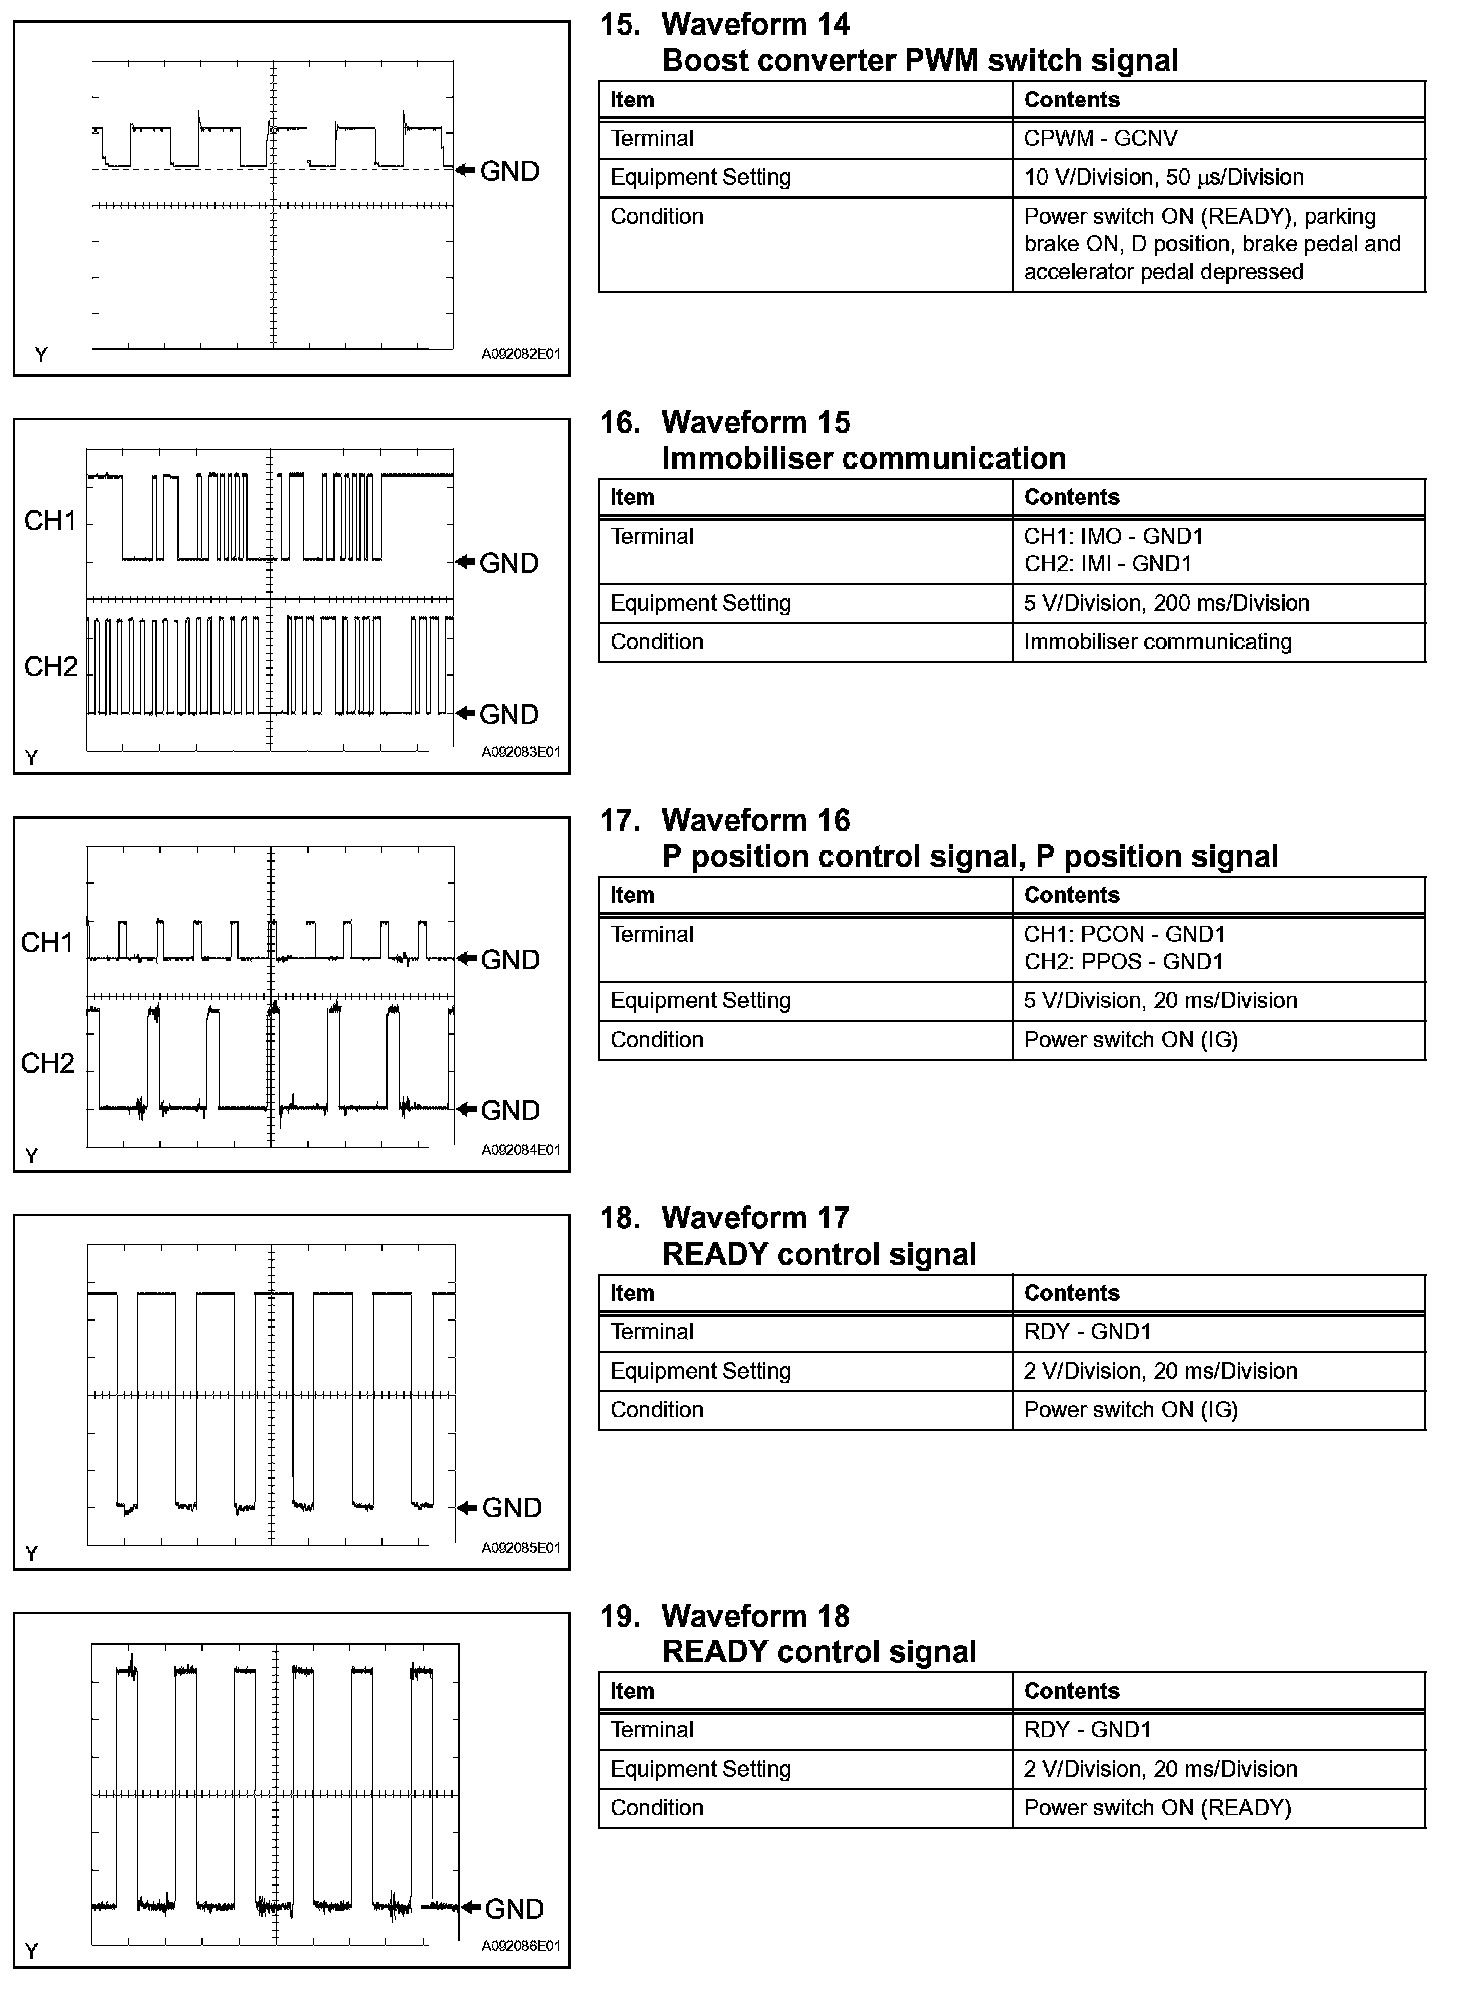 15. Waveform 14
Boost converter PWM switch signal
Item Contents
Terminal CPWM - GCNV
Equipment Setting 10 V/Division, 50 μs/Division
Condition Power switch ON (READY), parking
brake ON, D position, brake pedal and
accelerator pedal depressed
GND
Y A092082E01
16. Waveform 15
Immobiliser communication
Item Contents
Terminal CH1: IMO - GND1
CH2: IMI - GND1
Equipment Setting 5 V/Division, 200 ms/Division
Condition Immobiliser communicating
CH1
GND
CH2
GND
Y A092083E01
17. Waveform 16
P position control signal, P position signal
Item Contents
Terminal CH1: PCON - GND1
CH2: PPOS - GND1
Equipment Setting 5 V/Division, 20 ms/Division
Condition Power switch ON (IG)
CH1
GND
CH2
GND
Y A092084E01
18. Waveform 17
READY control signal
Item Contents
Terminal RDY - GND1
Equipment Setting 2 V/Division, 20 ms/Division
Condition Power switch ON (IG)
GND
Y A092085E01
19. Waveform 18
READY control signal
Item Contents
Terminal RDY - GND1
Equipment Setting 2 V/Division, 20 ms/Division
Condition Power switch ON (READY)
GND
Y A092086E01